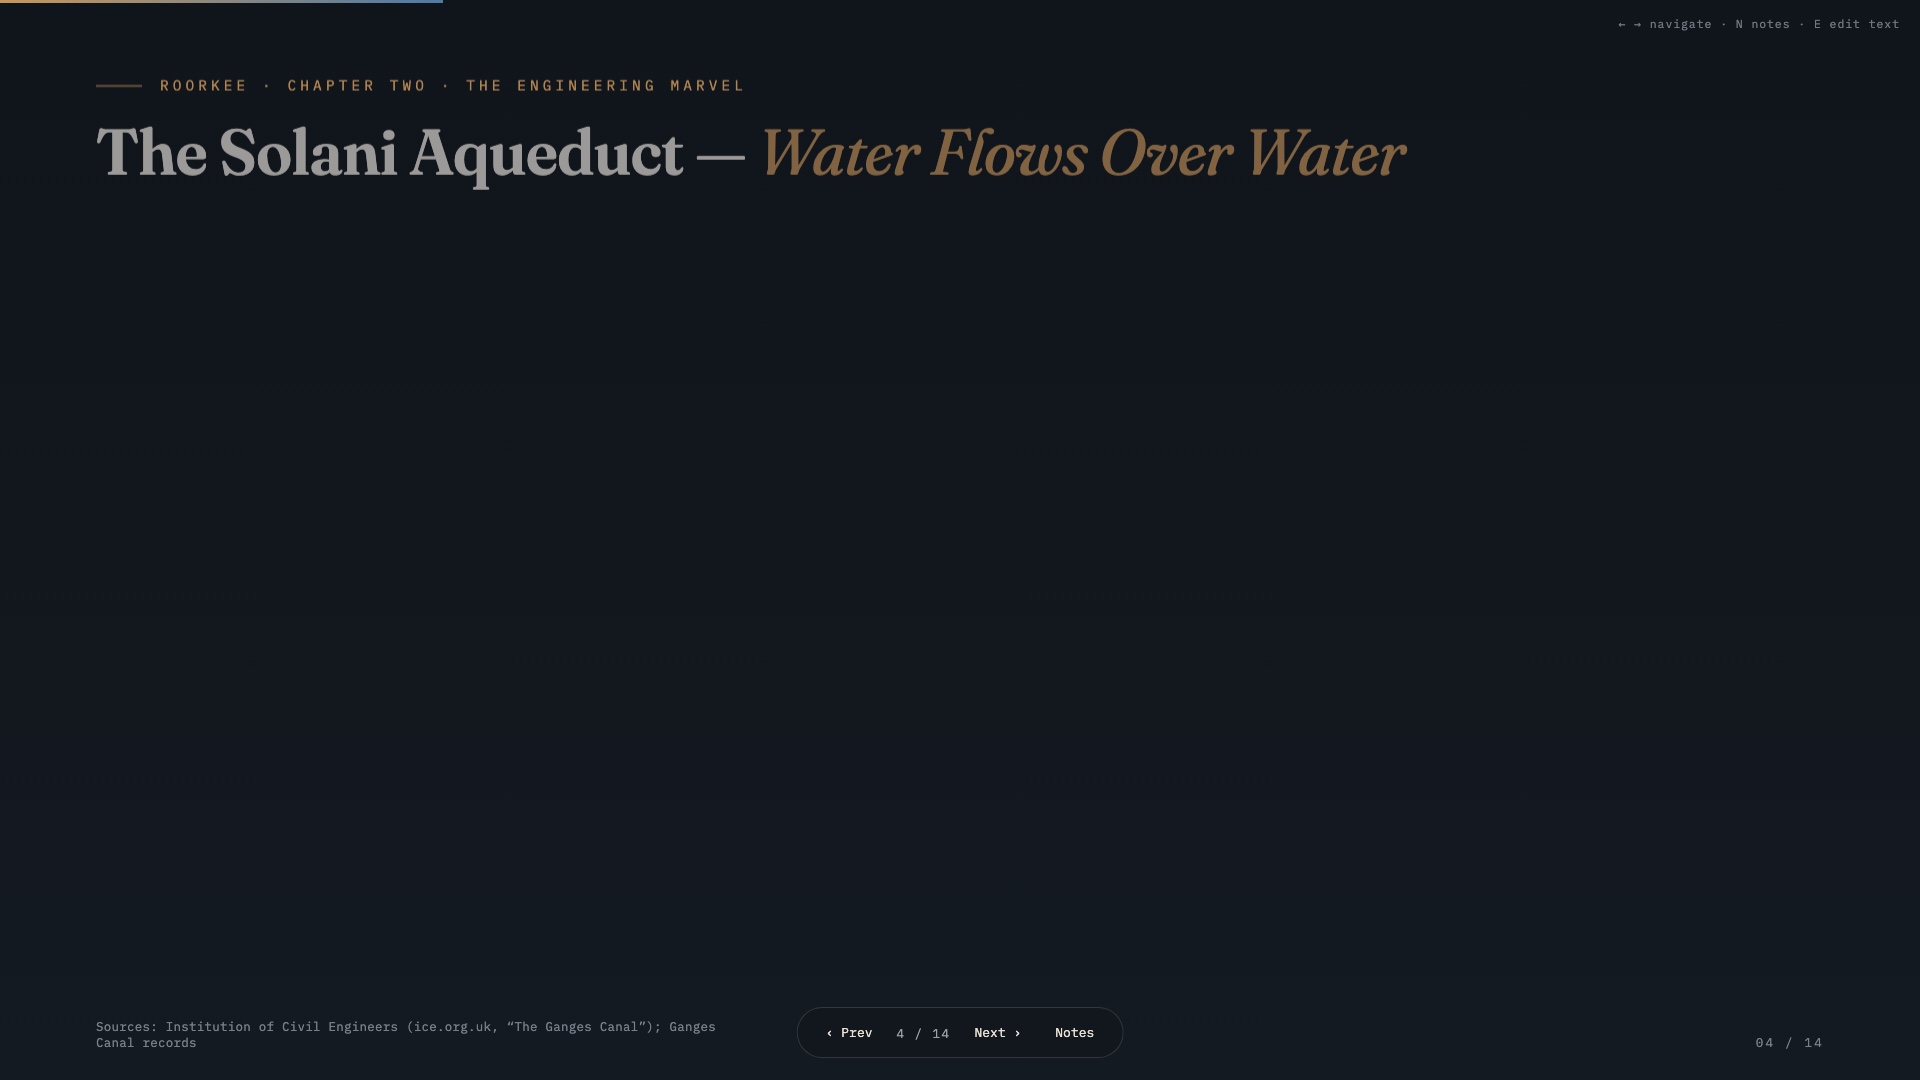 ← → navigate · N notes · E edit text
ROORKEE · CHAPTER TWO · THE ENGINEERING MARVEL
The Solani Aqueduct — Water Flows Over Water
Sources: Institution of Civil Engineers (ice.org.uk, “The Ganges Canal”); Ganges
Canal records
‹ Prev 4 / 14 Next › Notes
04 / 14